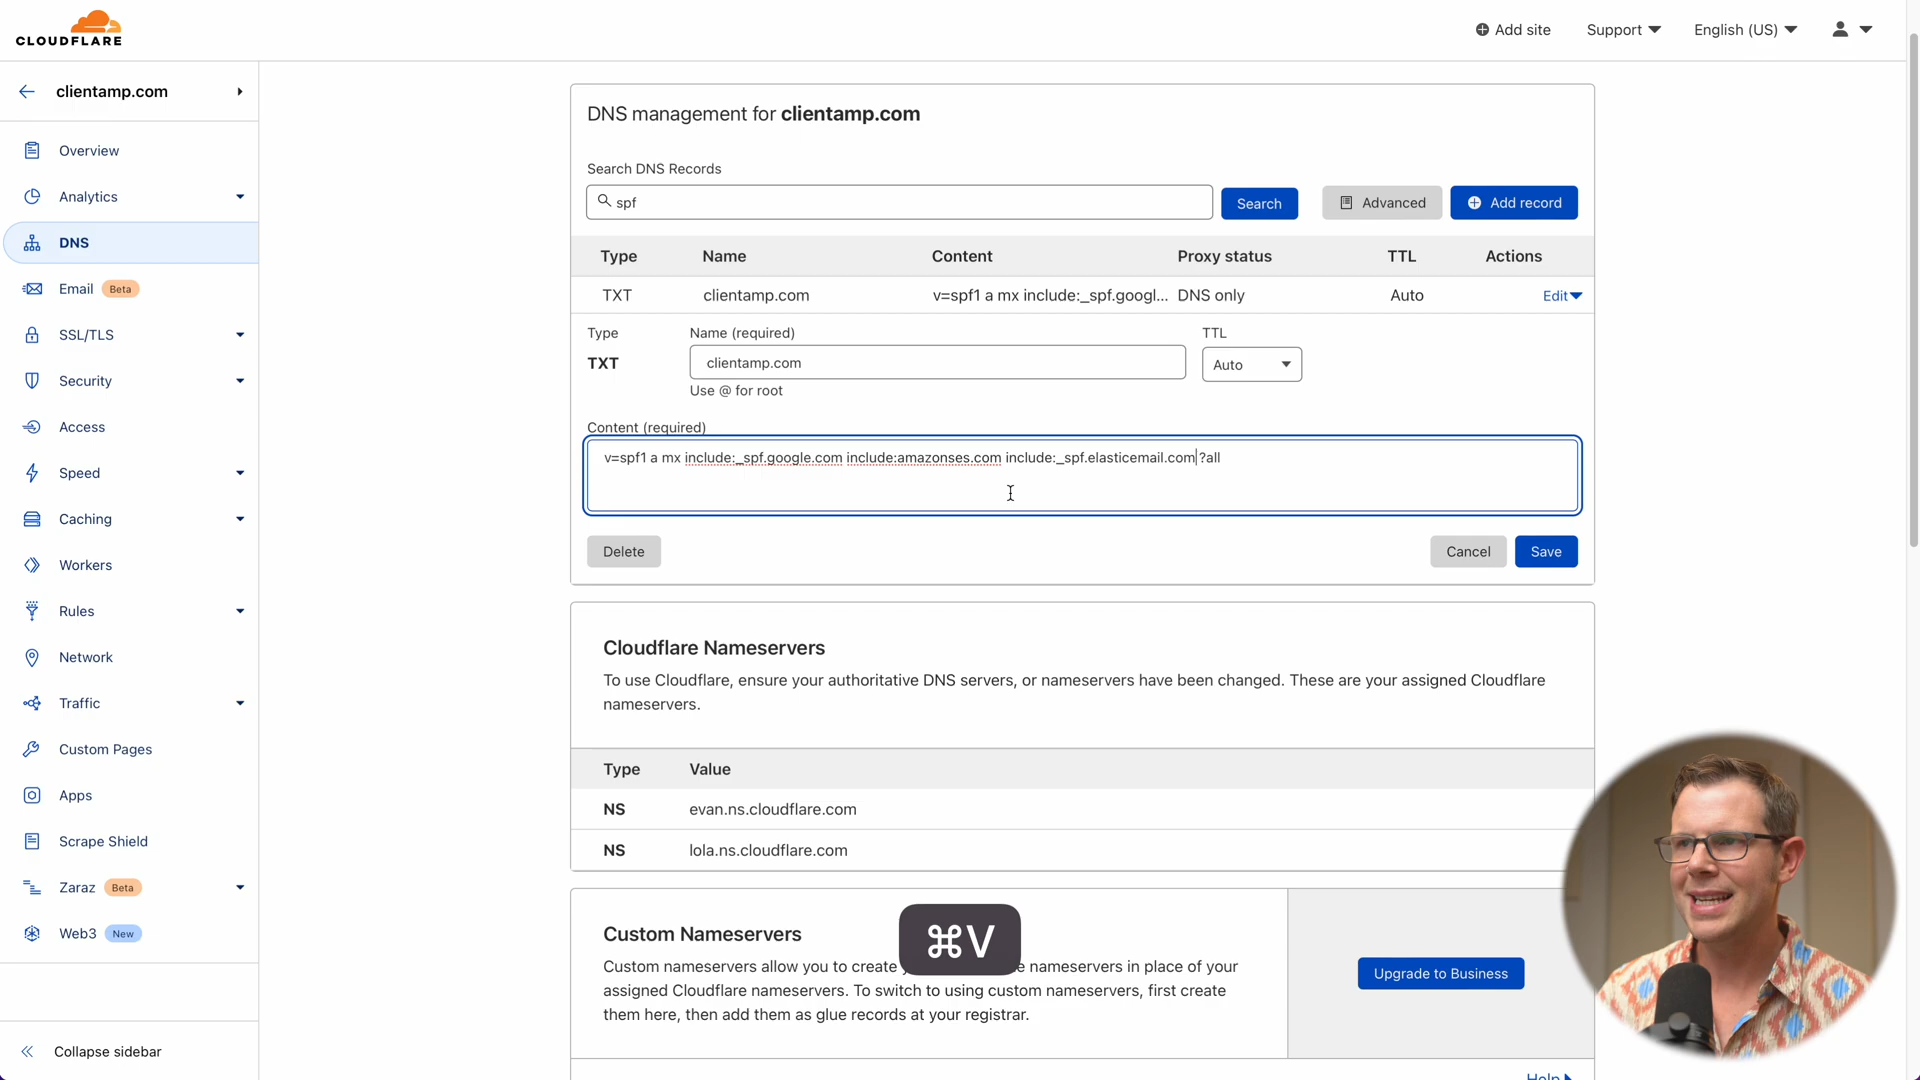 CLOUDFLARE
Add site
Support
English (US)
clientamp.com
Overview
Analytics
DNS
Email Beta
SSL/TLS
Security
Access
Speed
Caching
Workers
Rules
Network
Traffic
Custom Pages
Apps
Scrape Shield
Zaraz Beta
Web3 New
Collapse sidebar
DNS management for clientamp.com
Search DNS Records
spf
Search
Advanced
Add record
Type Name Content Proxy status TTL Actions
TXT clientamp.com v=spf1 a mx include:_spf.googl... DNS only Auto Edit
Type Name (required) TTL
TXT clientamp.com Auto
Use @ for root
Content (required)
v=spf1 a mx include:_spf.google.com include:amazonses.com include:_spf.elasticemail.com ?all
Delete
Cancel
Save
Cloudflare Nameservers
To use Cloudflare, ensure your authoritative DNS servers, or nameservers have been changed. These are your assigned Cloudflare
nameservers.
Type Value
NS evan.ns.cloudflare.com
NS lola.ns.cloudflare.com
Custom Nameservers
Custom nameservers allow you to create nameservers in place of your
assigned Cloudflare nameservers. To switch to using custom nameservers, first create
them here, then add them as glue records at your registrar.
⌘V
Upgrade to Business
Help